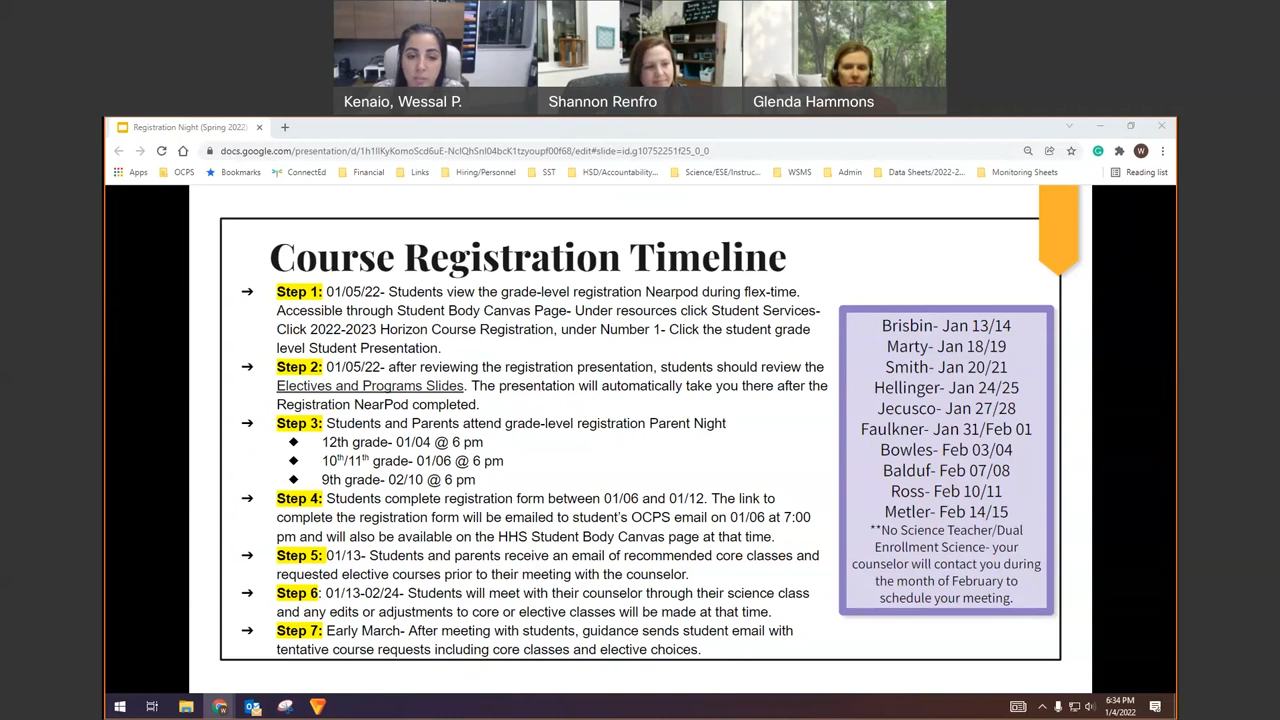 Kenaio, Wessal P.
Shannon Renfro
Glenda Hammons
Registration Night (Spring 2022)
Apps
OCPS
Bookmarks
ConnectEd
Financial
Links
Hiring/Personnel
SST
HSD/Accountability...
Science/ESE/Instruc...
WSMS
Admin
Data Sheets/2022-2...
Monitoring Sheets
Reading list
Course Registration Timeline
Step 1: 01/05/22- Students view the grade-level registration Nearpod during flex-time.
Accessible through Student Body Canvas Page- Under resources click Student Services-
Click 2022-2023 Horizon Course Registration, under Number 1- Click the student grade
level Student Presentation.
Step 2: 01/05/22- after reviewing the registration presentation, students should review the
Electives and Programs Slides. The presentation will automatically take you there after the
Registration NearPod completed.
Step 3: Students and Parents attend grade-level registration Parent Night
12th grade- 01/04 @ 6 pm
10th/11th grade- 01/06 @ 6 pm
9th grade- 02/10 @ 6 pm
Step 4: Students complete registration form between 01/06 and 01/12. The link to
complete the registration form will be emailed to student's OCPS email on 01/06 at 7:00
pm and will also be available on the HHS Student Body Canvas page at that time.
Step 5: 01/13- Students and parents receive an email of recommended core classes and
requested elective courses prior to their meeting with the counselor.
Step 6: 01/13-02/24- Students will meet with their counselor through their science class
and any edits or adjustments to core or elective classes will be made at that time.
Step 7: Early March- After meeting with students, guidance sends student email with
tentative course requests including core classes and elective choices.
Brisbin- Jan 13/14
Marty- Jan 18/19
Smith- Jan 20/21
Hellinger- Jan 24/25
Jecusco- Jan 27/28
Faulkner- Jan 31/Feb 01
Bowles- Feb 03/04
Balduf- Feb 07/08
Ross- Feb 10/11
Metler- Feb 14/15
**No Science Teacher/Dual
Enrollment Science- your
counselor will contact you during
the month of February to
schedule your meeting.
6:34 PM
1/4/2022